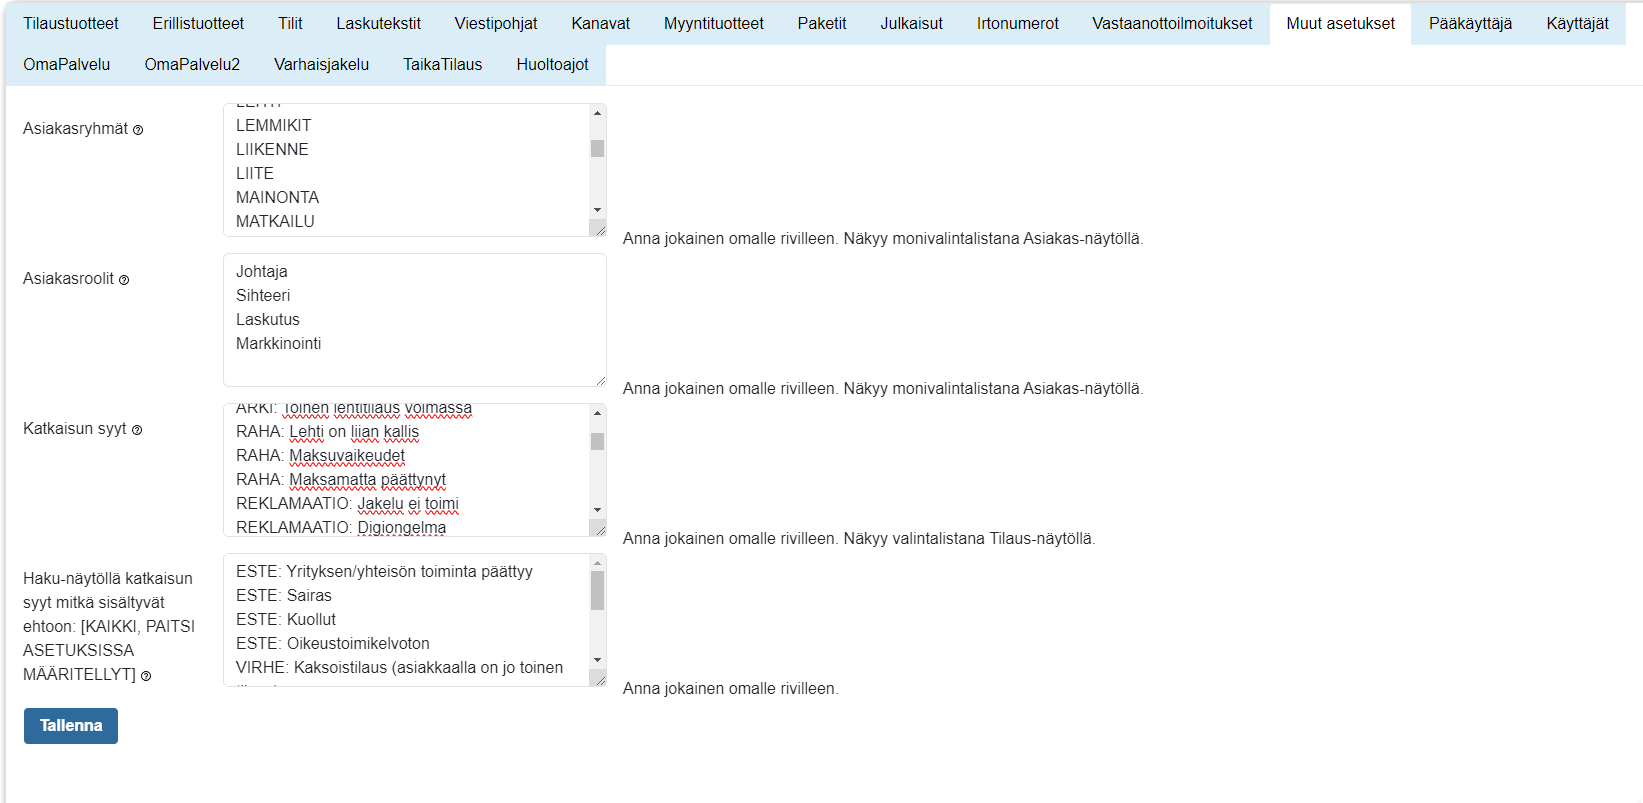 Tilaustuotteet Erillistuotteet Tilit Laskutekstit Viestipohjat Kanavat Myyntituotteet Paketit Julkaisut Irtonumerot Vastaanottoilmoitukset Muut asetukset Pääkäyttäjä Käyttäjät
OmaPalvelu OmaPalvelu2 Varhaisjakelu TaikaTilaus Huoltoajot
Asiakasryhmät
LEHTI
LEMMIKIT
LIIKENNE
LIITE
MAINONTA
MATKAILU
Anna jokainen omalle rivilleen. Näkyy monivalintalistana Asiakas-näytöllä.
Asiakasroolit
Johtaja
Sihteeri
Laskutus
Markkinointi
Anna jokainen omalle rivilleen. Näkyy monivalintalistana Asiakas-näytöllä.
Katkaisun syyt
ARKI: Toinen lehtitilaus voimassa
RAHA: Lehti on liian kallis
RAHA: Maksuvaikeudet
RAHA: Maksamatta päättynyt
REKLAMAATIO: Jakelu ei toimi
REKLAMAATIO: Digiongelma
Anna jokainen omalle rivilleen. Näkyy valintalistana Tilaus-näytöllä.
Haku-näytöllä katkaisun
syyt mitkä sisältyvät
ehtoon: [KAIKKI, PAITSI
ASETUKSISSA
MÄÄRITELLYT]
ESTE: Yrityksen/yhteisön toiminta päättyy
ESTE: Sairas
ESTE: Kuollut
ESTE: Oikeustoimikelvoton
VIRHE: Kaksoistilaus (asiakkaalla on jo toinen
Anna jokainen omalle rivilleen.
Tallenna